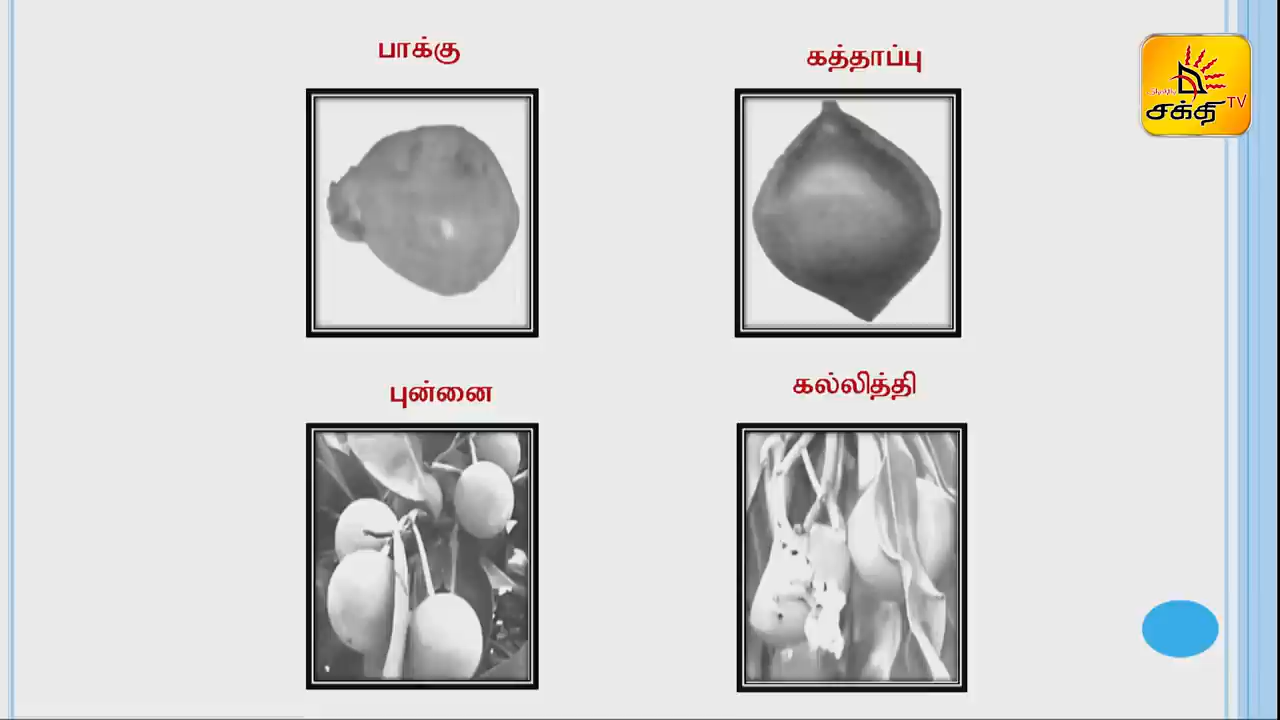 பாக்கு
கத்தாப்பு
புன்னை
கல்லித்தி
சக்தி TV